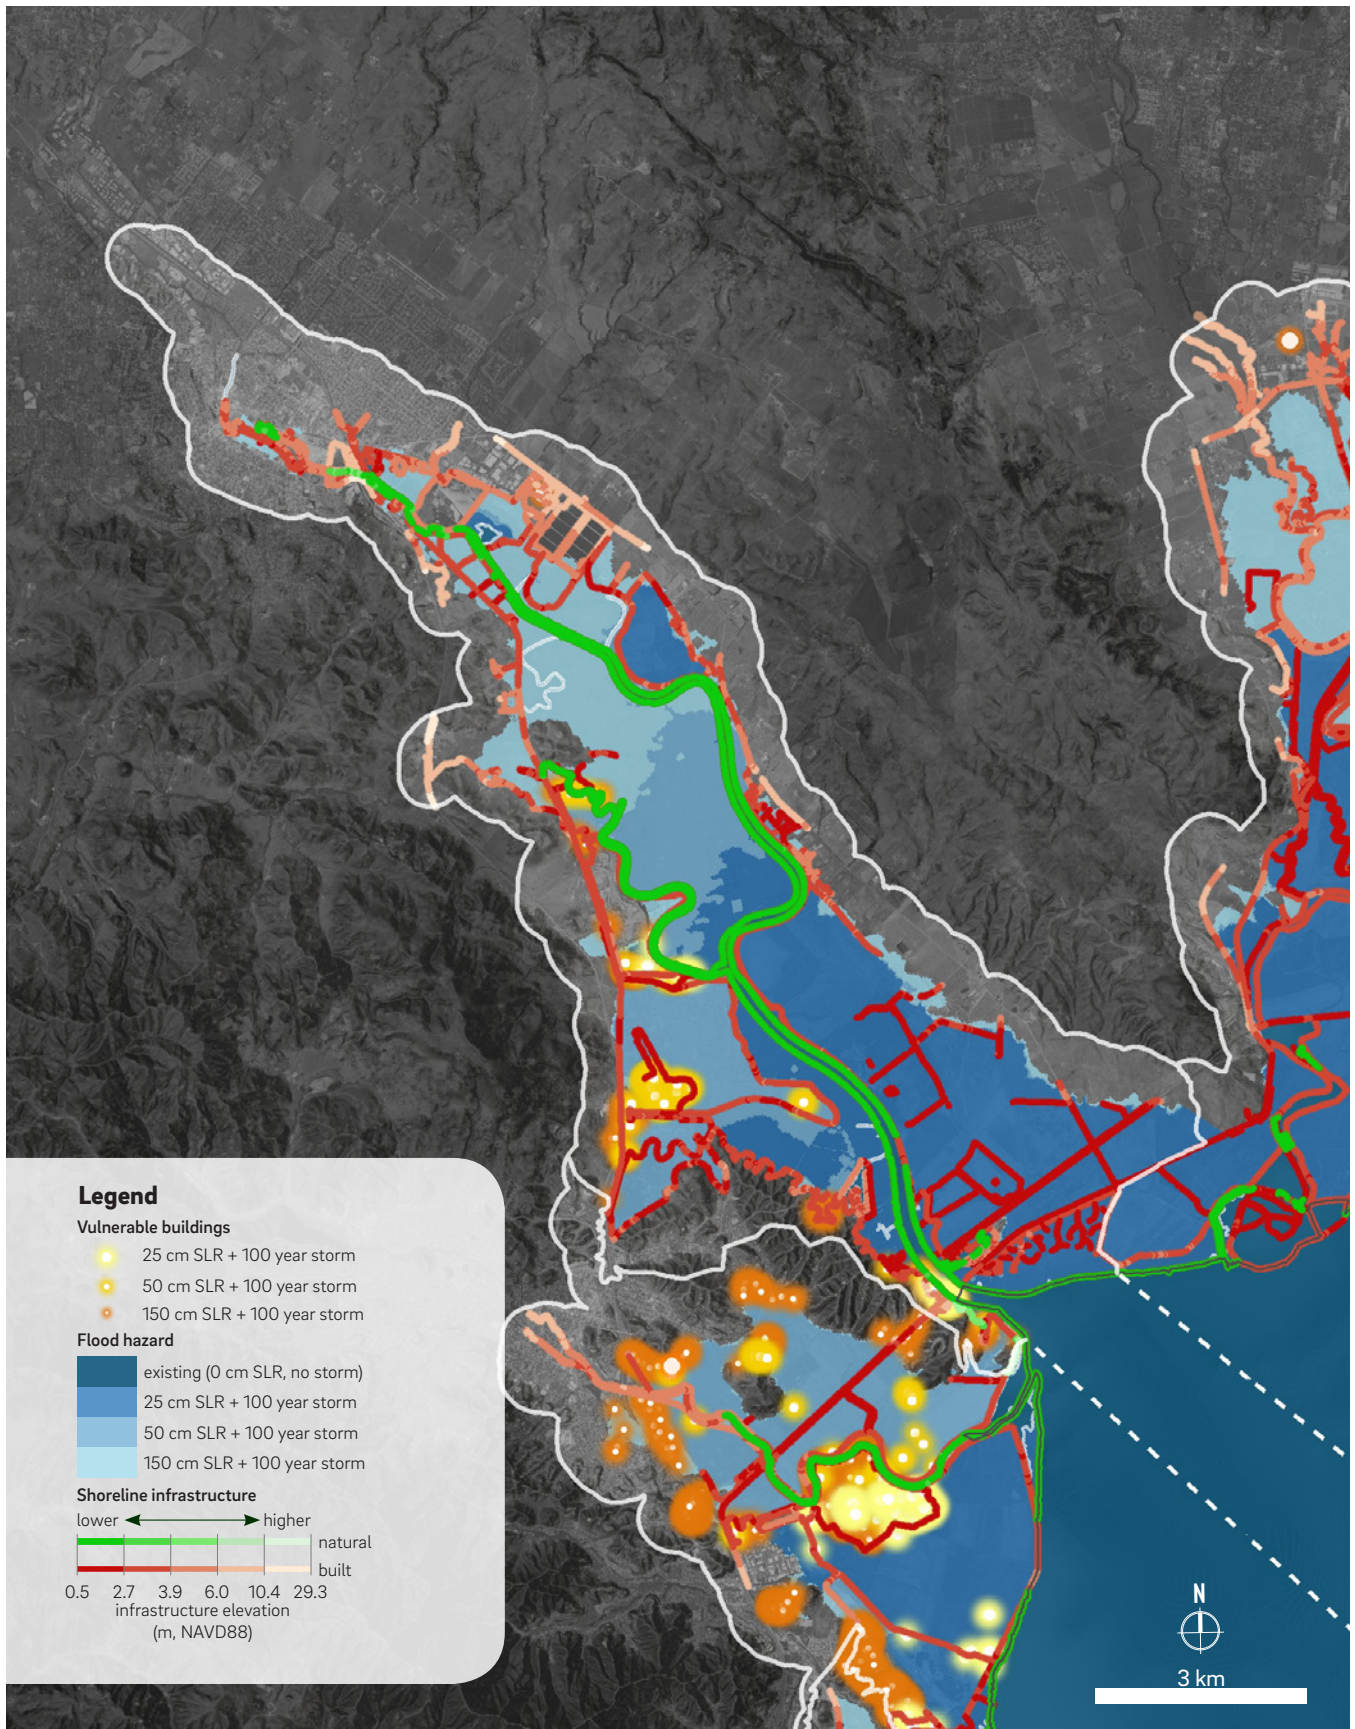 Legend
Vulnerable buildings
25 cm SLR + 100 year storm
50 cm SLR + 100 year storm
150 cm SLR + 100 year storm
Flood hazard
existing (0 cm SLR, no storm)
25 cm SLR + 100 year storm
50 cm SLR + 100 year storm
150 cm SLR + 100 year storm
Shoreline infrastructure
lower higher
natural
built
0.5 2.7 3.9 6.0 10.4 29.3
infrastructure elevation
(m, NAVD88)
N
3 km